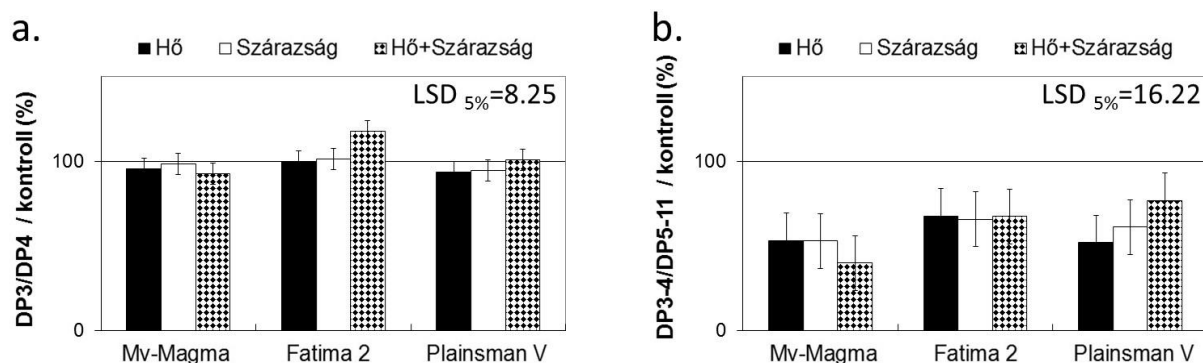 a.
Hő Szárazság Hő+Szárazság
LSD 5%=8.25
DP3/DP4 / kontroll (%)
100
0
Mv-Magma Fatima 2 Plainsman V
b.
Hő Szárazság Hő+Szárazság
LSD 5%=16.22
DP3-4/DP5-11 / kontroll (%)
100
0
Mv-Magma Fatima 2 Plainsman V